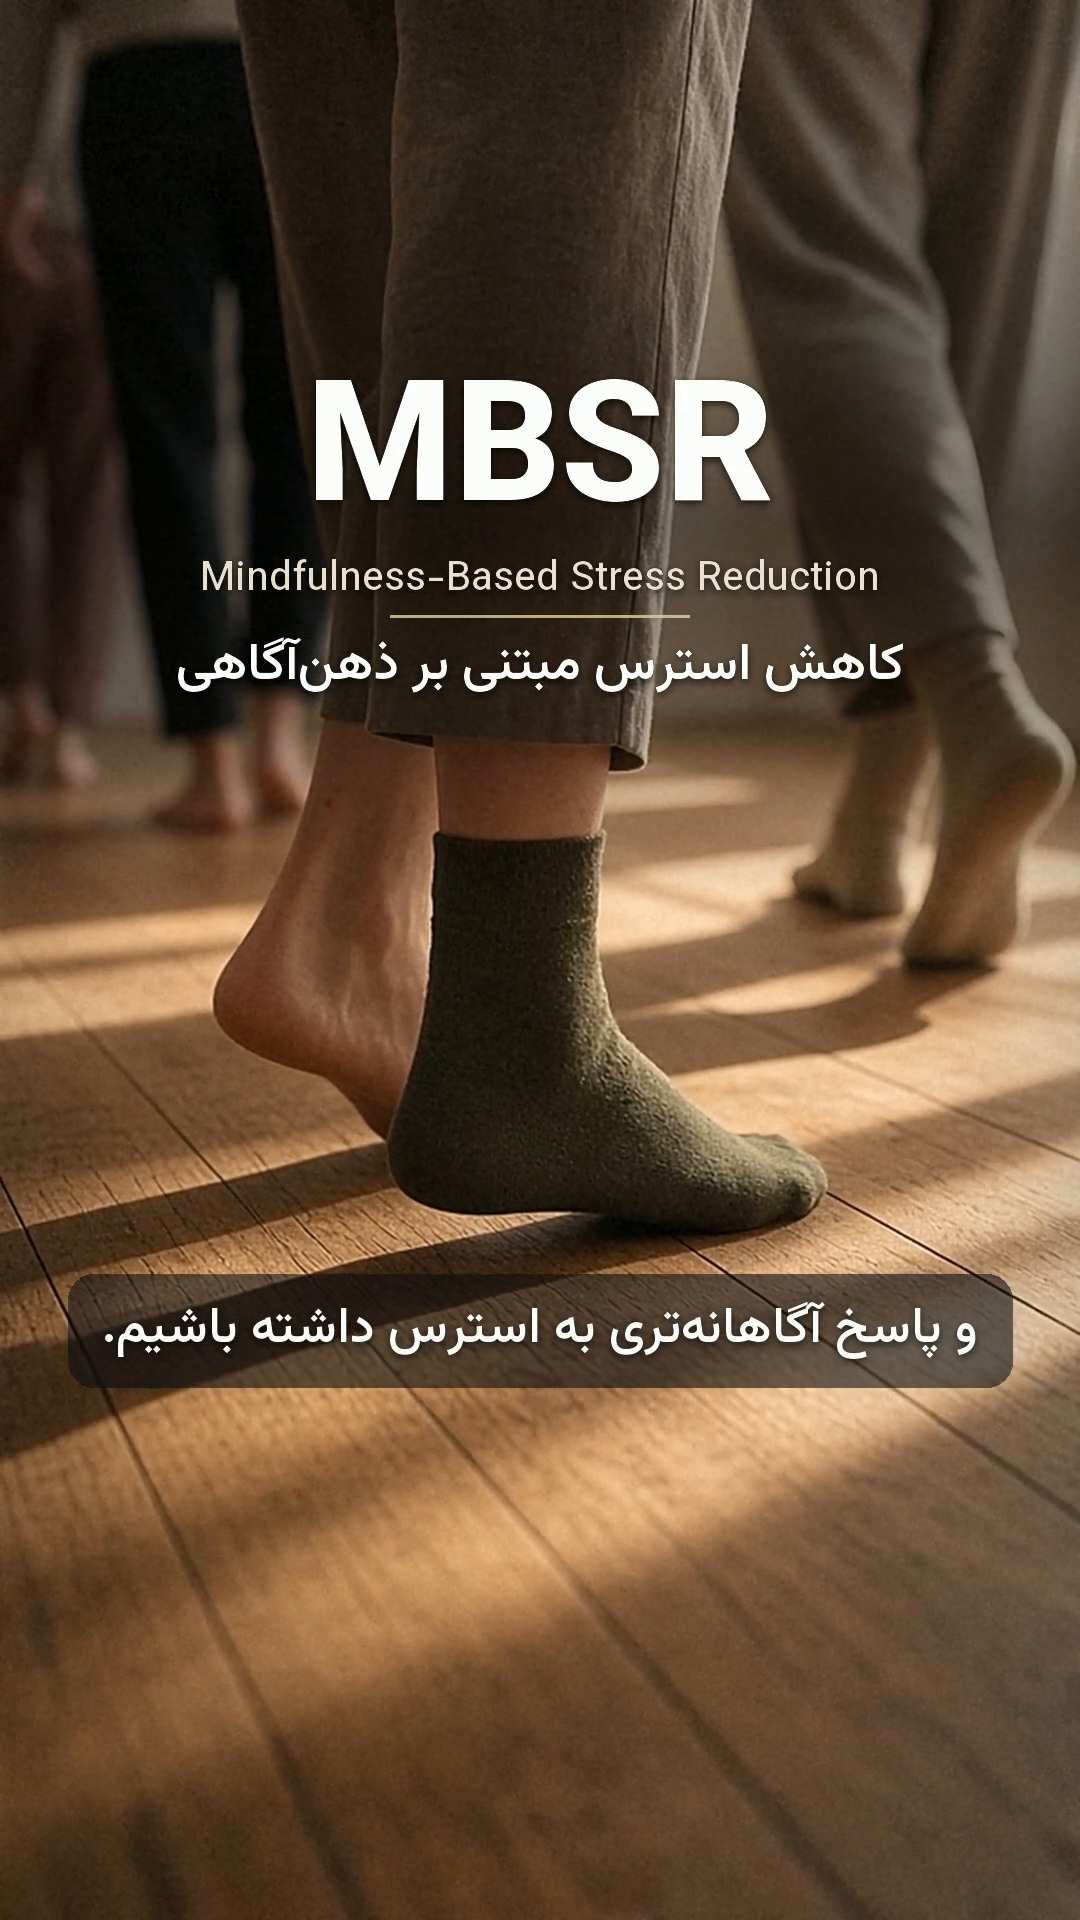 MBSR
Mindfulness-Based Stress Reduction
کاهش استرس مبتنی بر ذهن‌آگاهی
و پاسخ آگاهانه‌تری به استرس داشته باشیم.